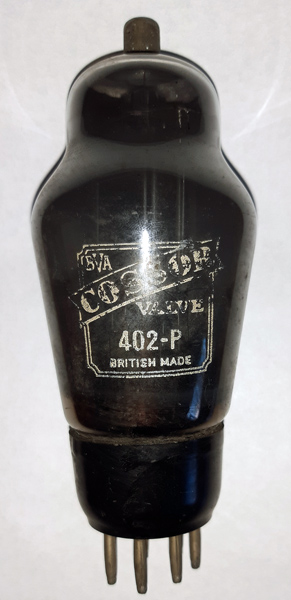 BVA
COSSOR
VALVE
402-P
BRITISH MADE